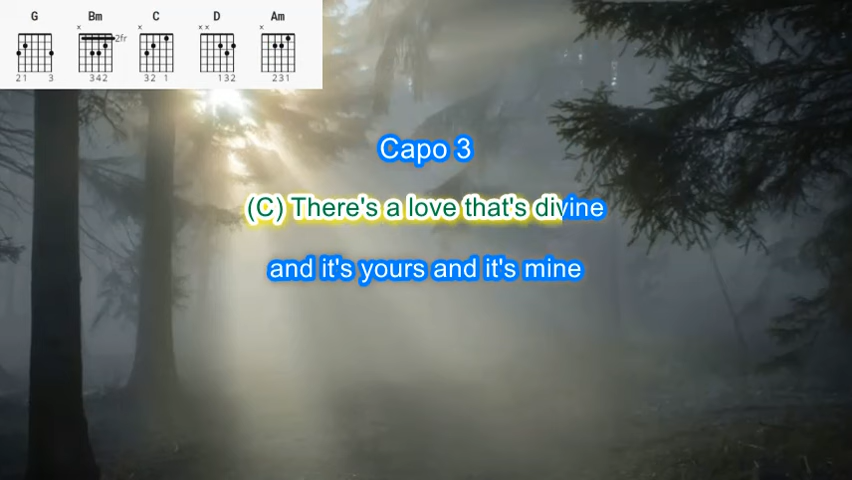 G Bm C D Am
x x xx x
2fr
21 3 342 32 1 132 231
Capo 3
(C) There's a love that's divine
and it's yours and it's mine